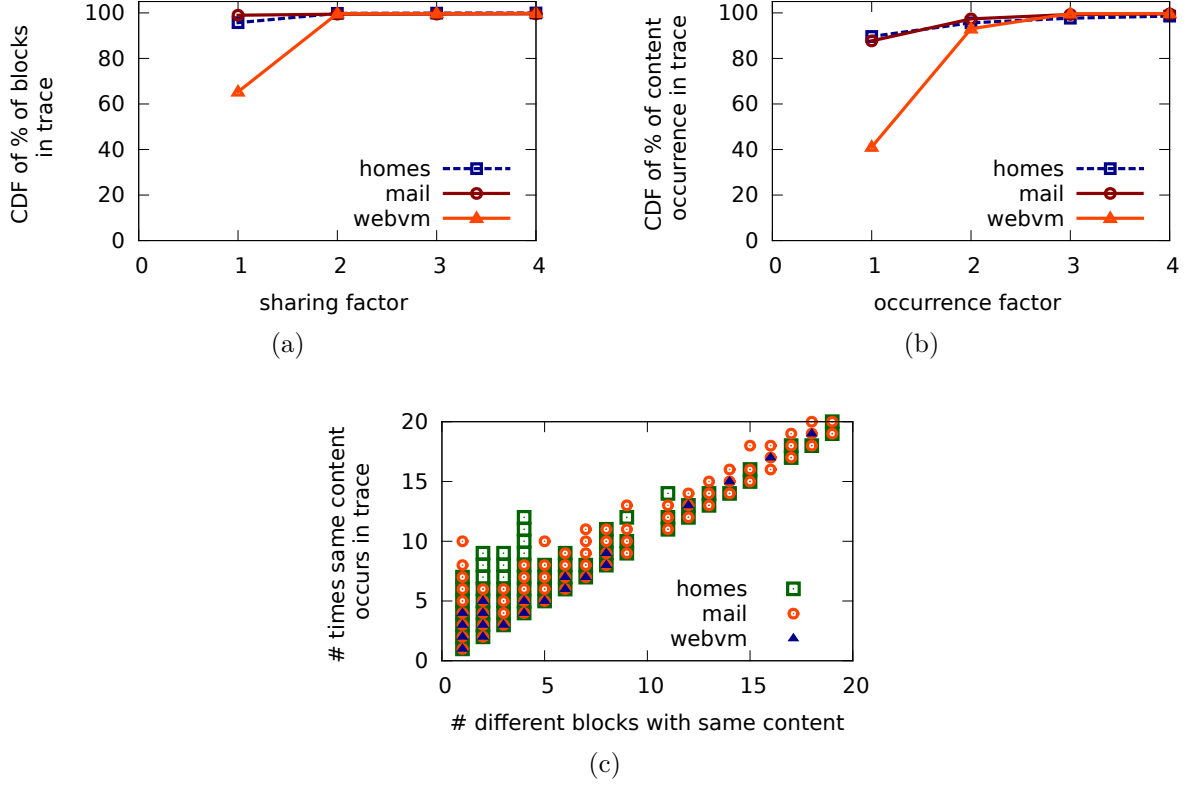 CDF of % of blocks
in trace
100
80
60
40
20
0
homes
mail
webvm
0 1 2 3 4
sharing factor
(a)
CDF of % of content
occurrence in trace
100
80
60
40
20
0
homes
mail
webvm
0 1 2 3 4
occurrence factor
(b)
# times same content
occurs in trace
20
15
10
5
0
homes
mail
webvm
0 5 10 15 20
# different blocks with same content
(c)